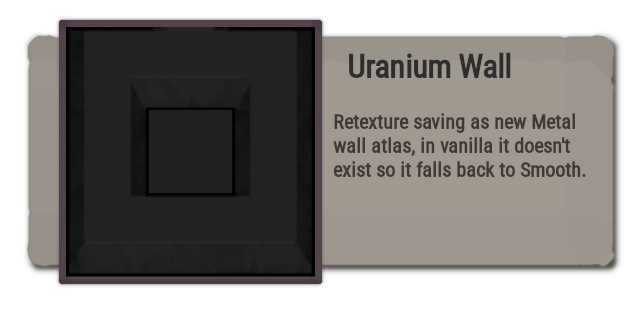 Uranium Wall
Retexture saving as new Metal
wall atlas, in vanilla it doesn't
exist so it falls back to Smooth.